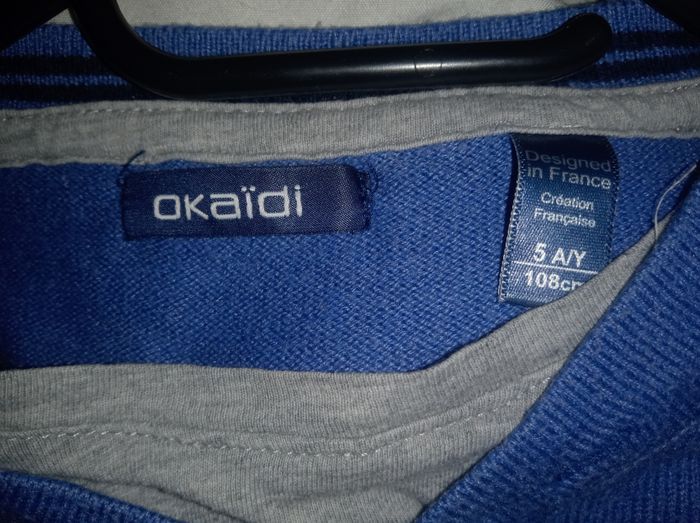 okaïdi
Designed
in France
Création
Française
5 A/Y
108cm